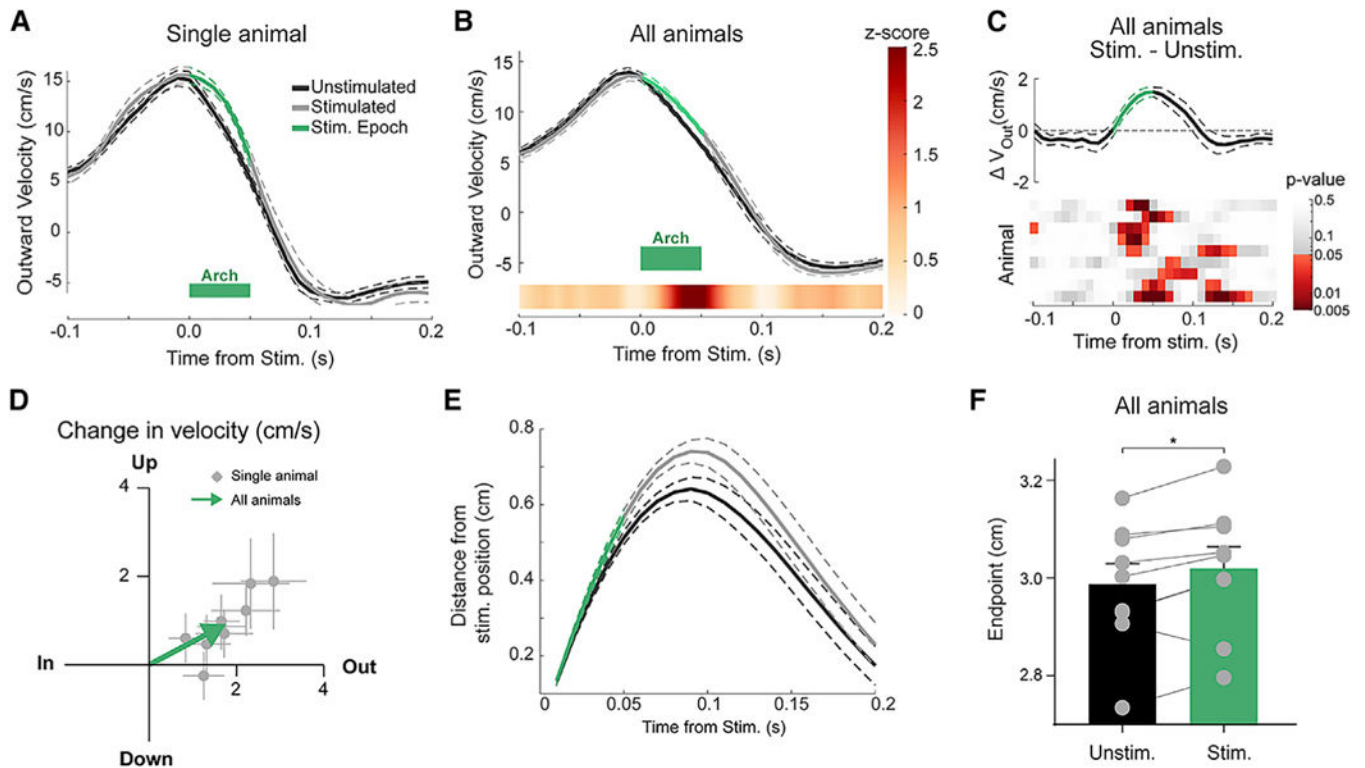 A
Single animal
Outward Velocity (cm/s)
15
10
5
0
-5
Unstimulated
Stimulated
Stim. Epoch
Arch
-0.1
0.0
0.1
0.2
Time from Stim. (s)
B
All animals
Outward Velocity (cm/s)
15
10
5
0
-5
Arch
-0.1
0.0
0.1
0.2
Time from Stim. (s)
z-score
2.5
2
1.5
1
0.5
0
C
All animals
Stim. - Unstim.
Δ VOut(cm/s)
2
0
-2
Animal
p-value
0.5
0.1
0.05
0.01
0.005
-0.1
0
0.1
0.2
Time from stim. (s)
D
Change in velocity (cm/s)
Up
4
Single animal
All animals
2
In
Out
2
4
Down
E
Distance from
stim. position (cm)
0.8
0.6
0.4
0.2
0
0.05
0.1
0.15
0.2
Time from Stim. (s)
F
All animals
*
Endpoint (cm)
3.2
3.0
2.8
Unstim.
Stim.